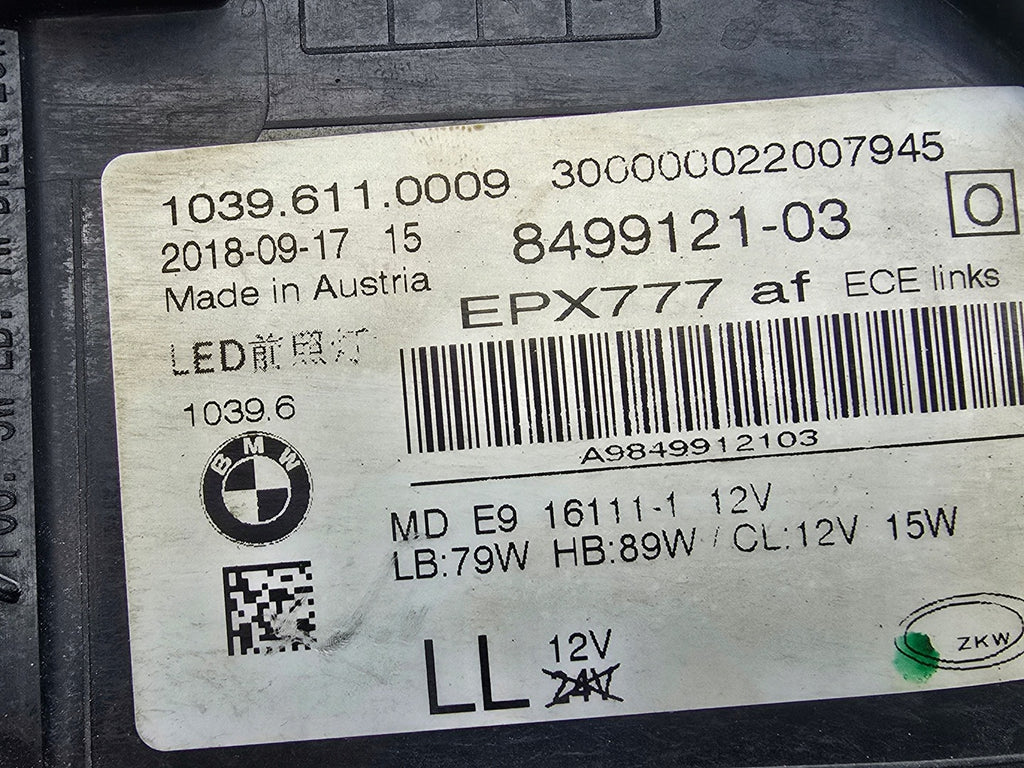 1039.611.0009 300000022007945
2018-09-17 15 8499121-03 O
Made in Austria EPX777 af ECE links
LED前照灯
1039.6
A9849912103
BMW
MD E9 16111-1 12V
LB:79W HB:89W / CL:12V 15W
LL 12V
24V
ZKW